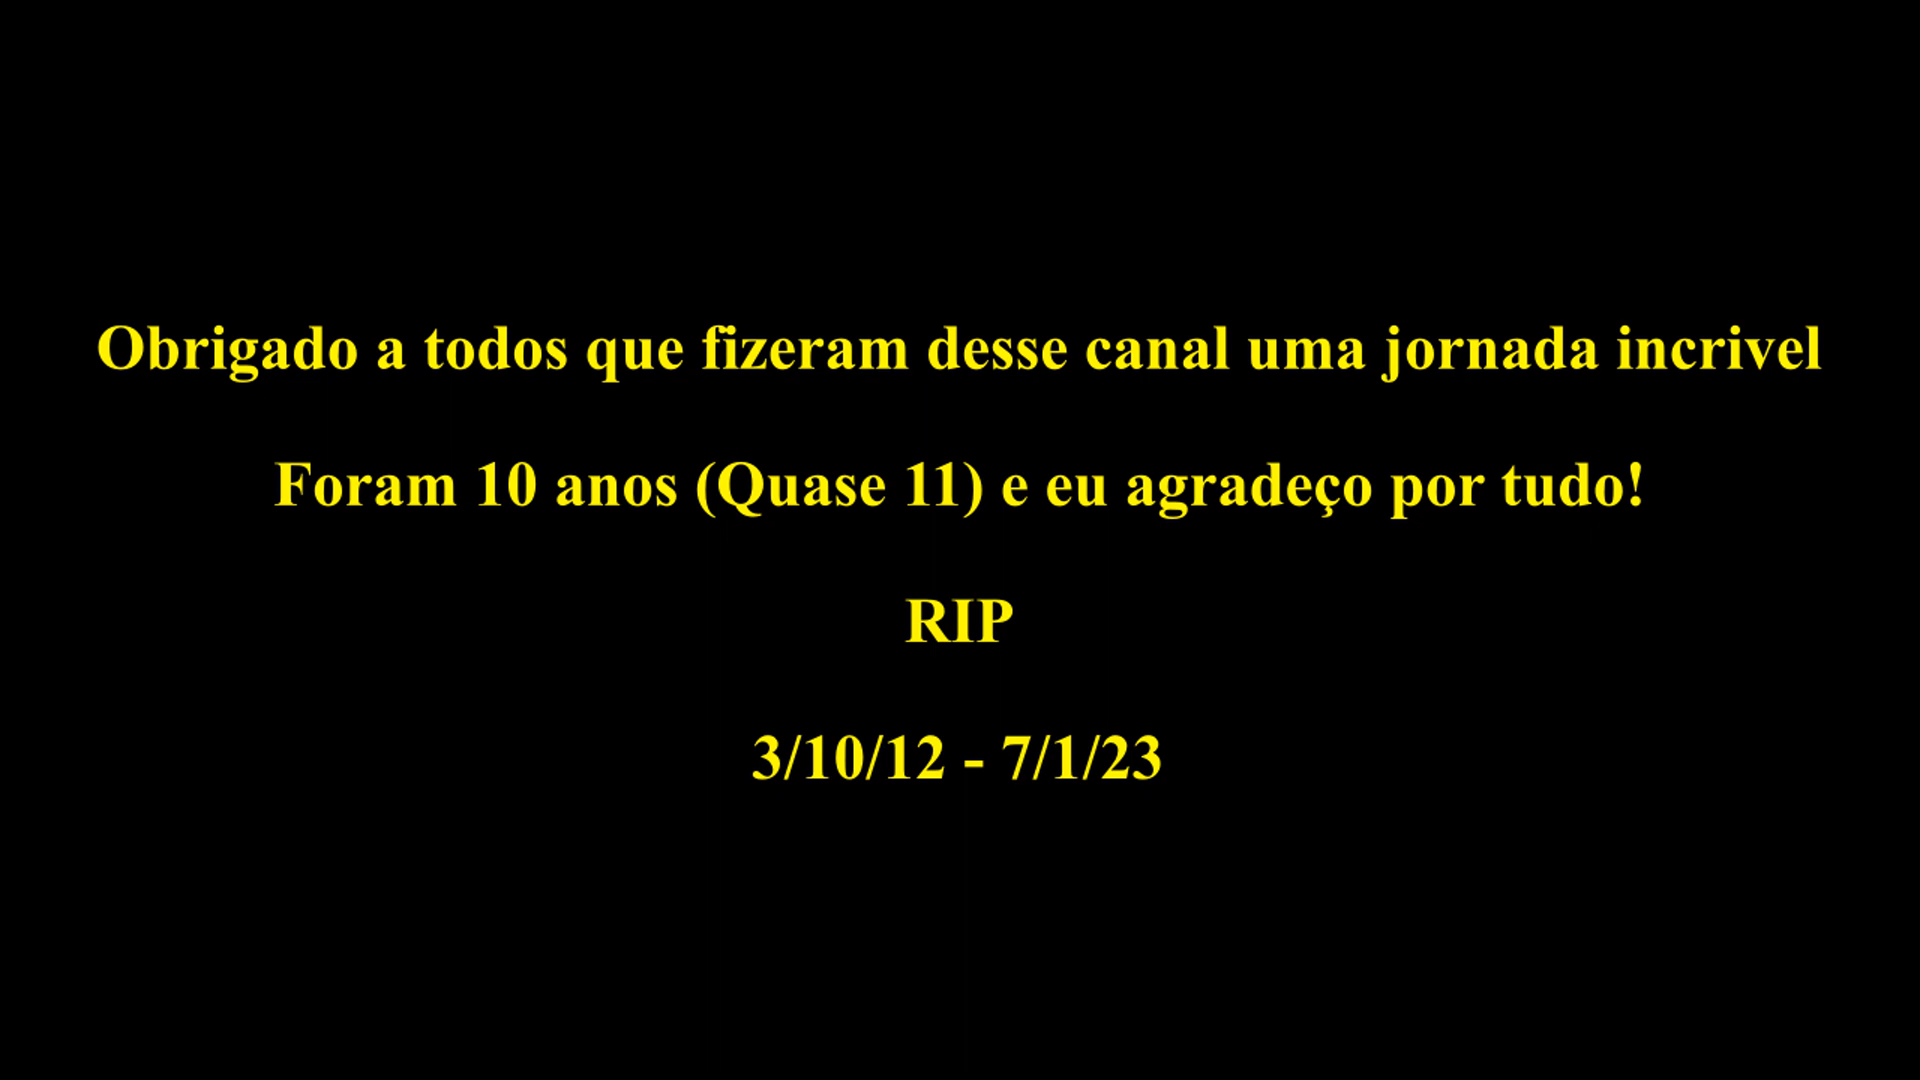 Obrigado a todos que fizeram desse canal uma jornada incrivel
Foram 10 anos (Quase 11) e eu agradeço por tudo!
RIP
3/10/12 - 7/1/23